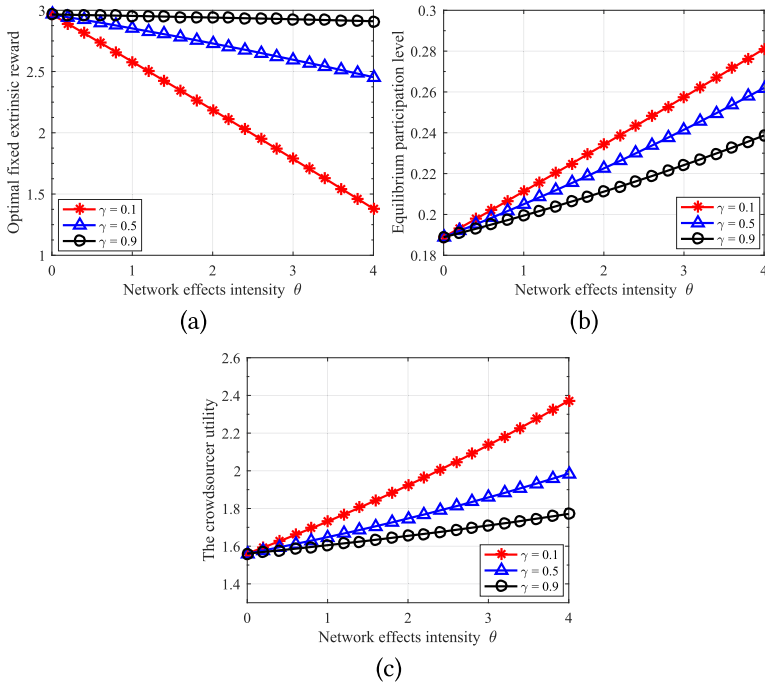 Optimal fixed extrinsic reward
3
2.5
2
1.5
1
γ = 0.1
γ = 0.5
γ = 0.9
0 1 2 3 4
Network effects intensity θ
(a)
Equilibrium participation level
0.3
0.28
0.26
0.24
0.22
0.2
0.18
γ = 0.1
γ = 0.5
γ = 0.9
0 1 2 3 4
Network effects intensity θ
(b)
The crowdsourcer utility
2.6
2.4
2.2
2
1.8
1.6
1.4
γ = 0.1
γ = 0.5
γ = 0.9
0 1 2 3 4
Network effects intensity θ
(c)